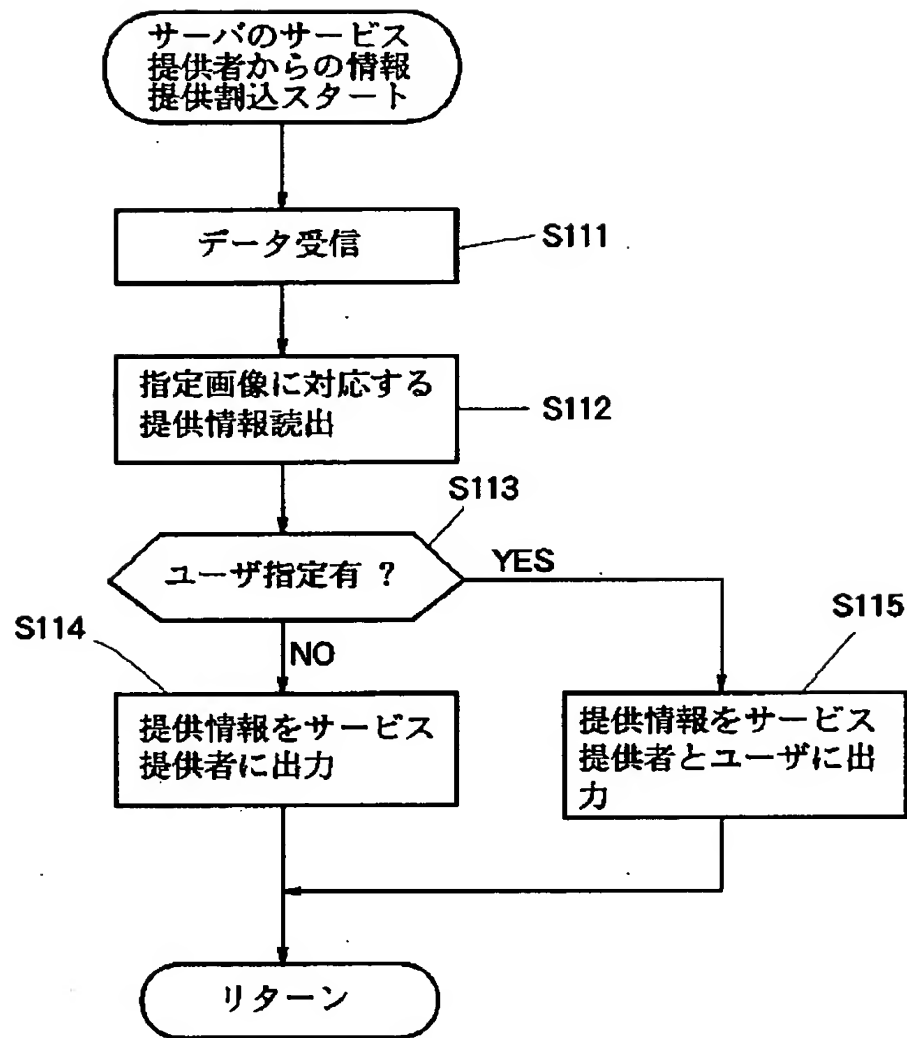 サーバのサービス
提供者からの情報
提供割込スタート
データ受信
S111
指定画像に対応する
提供情報読出
S112
S113
ユーザ指定有 ?
YES
S114
NO
S115
提供情報をサービス
提供者に出力
提供情報をサービス
提供者とユーザに出
力
リターン